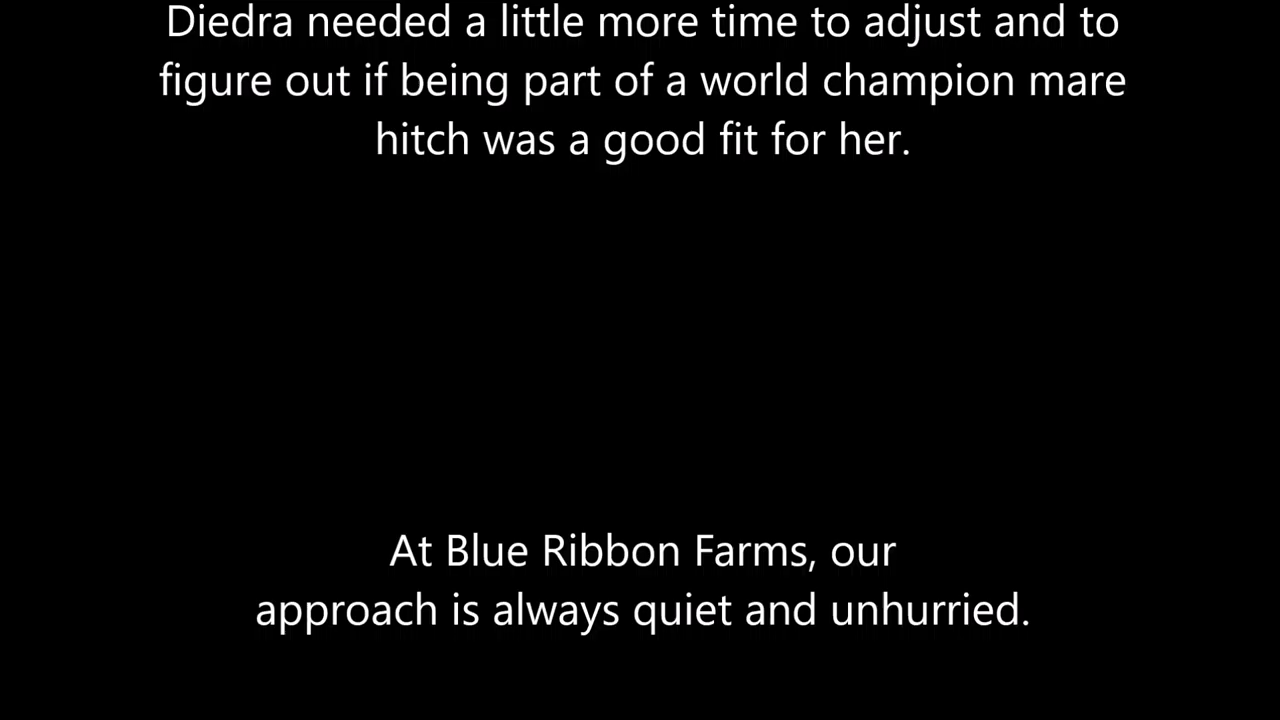 Diedra needed a little more time to adjust and to
figure out if being part of a world champion mare
hitch was a good fit for her.
At Blue Ribbon Farms, our
approach is always quiet and unhurried.